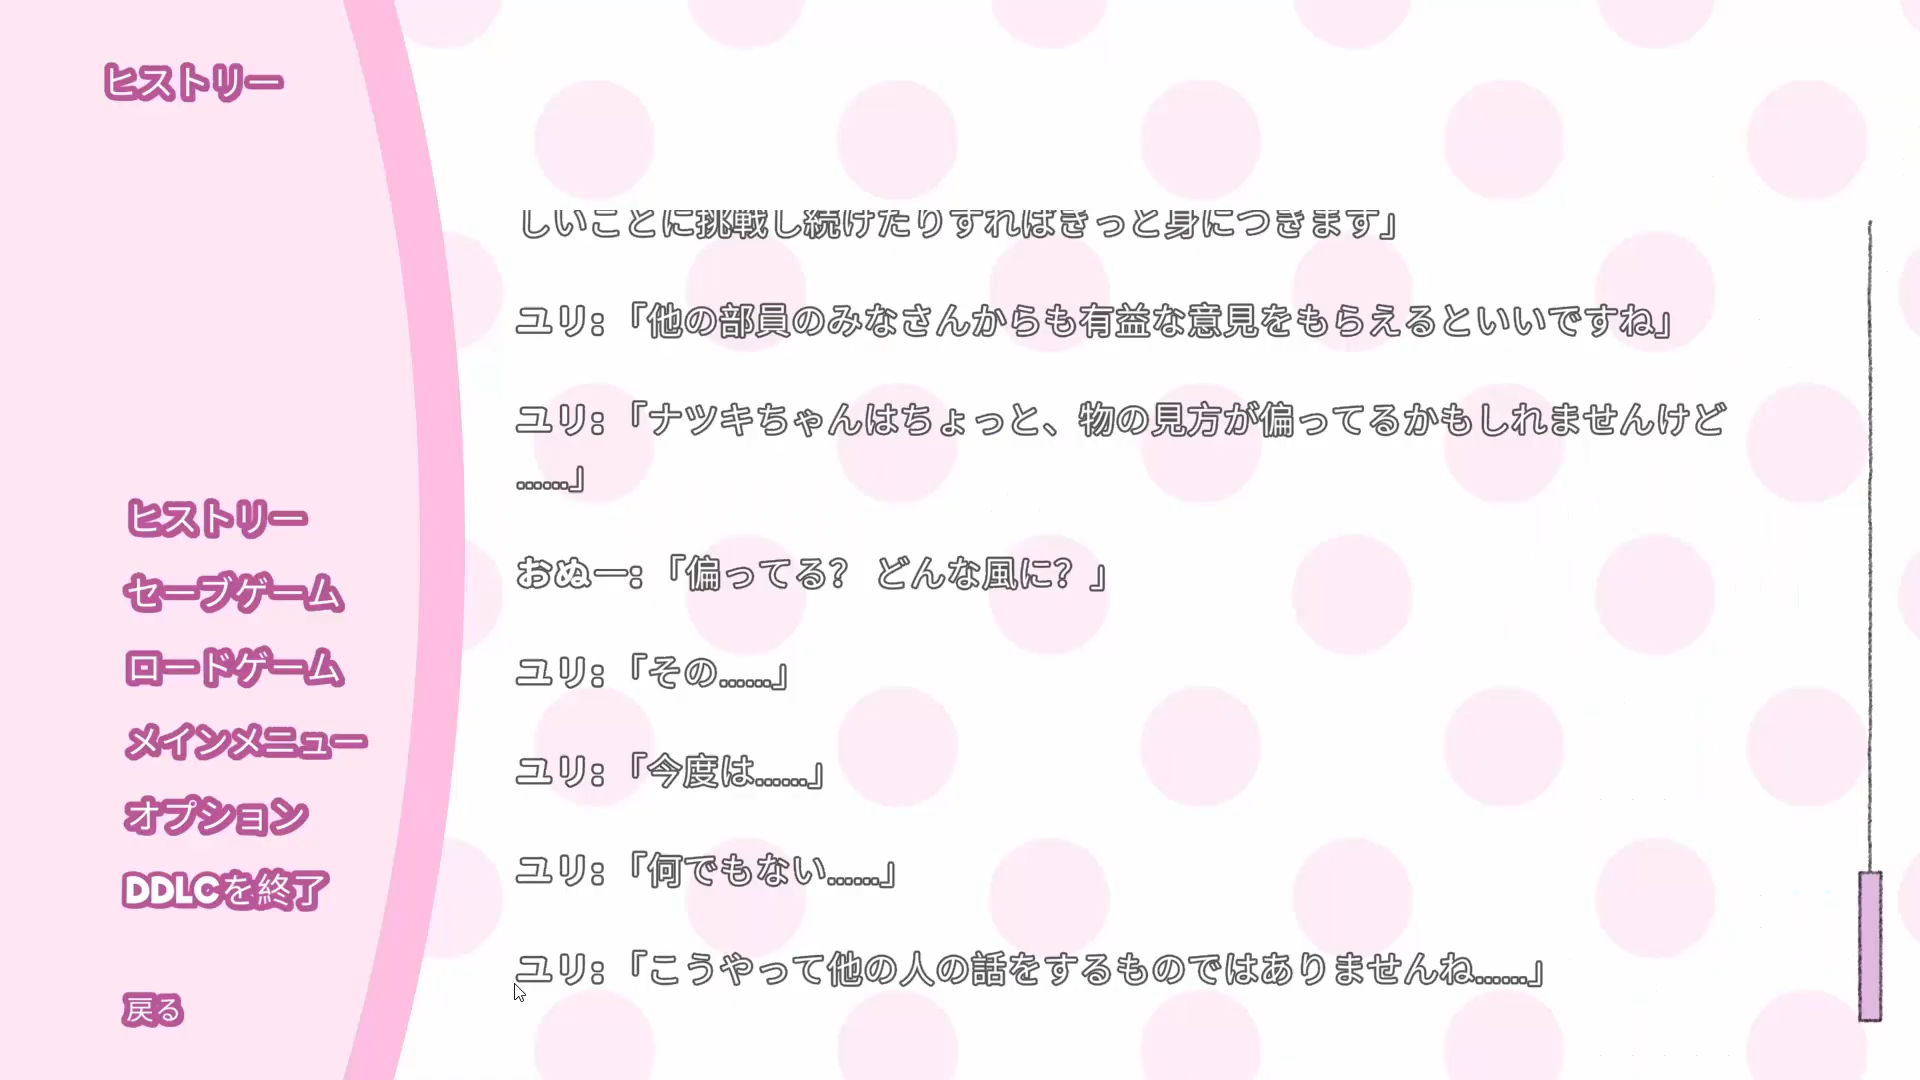 ヒストリー
しいことに挑戦し続けたりすればきっと身につきます」
ユリ:「他の部員のみなさんからも有益な意見をもらえるといいですね」
ユリ:「ナツキちゃんはちょっと、物の見方が偏ってるかもしれませんけど
……」
おぬー:「偏ってる? どんな風に?」
ユリ:「その……」
ユリ:「今度は……」
ユリ:「何でもない……」
ユリ:「こうやって他の人の話をするものではありませんね……」
ヒストリー
セーブゲーム
ロードゲーム
メインメニュー
オプション
DDLCを終了
戻る